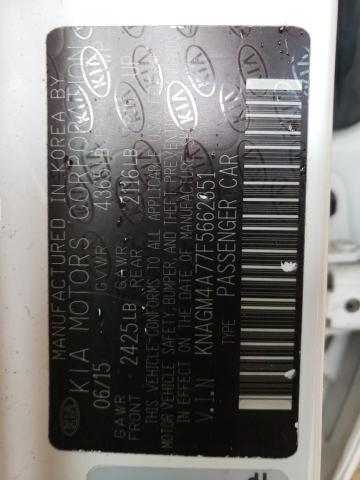 MANUFACTURED IN KOREA BY
KIA MOTORS CORPORATION
06/15 GVWR 4365LB
GAWR FRONT 2425LB GAWR REAR 2116LB
THIS VEHICLE CONFORMS TO ALL APPLICABLE
MOTOR VEHICLE SAFETY, BUMPER, AND THEFT PREVENTION
IN EFFECT ON THE DATE OF MANUFACTURE
V.I.N KNAGM4A77F5662651
TYPE PASSENGER CAR
KIA